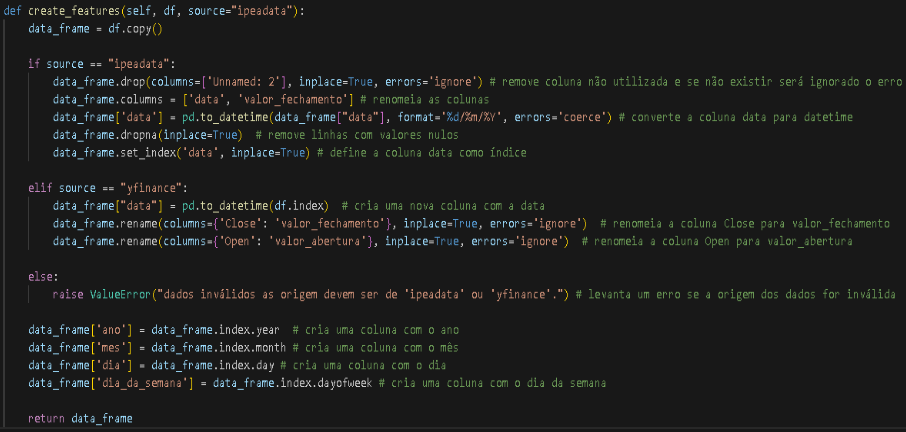 def create_features(self, df, source="ipeadata"):
    data_frame = df.copy()
    if source == "ipeadata":
        data_frame.drop(columns=['Unnamed: 2'], inplace=True, errors='ignore') # remove coluna não utilizada e se não existir será ignorado o erro
        data_frame.columns = ['data', 'valor_fechamento'] # renomeia as colunas
        data_frame['data'] = pd.to_datetime(data_frame["data"], format='%d/%m/%Y', errors='coerce') # converte a coluna data para datetime
        data_frame.dropna(inplace=True)  # remove linhas com valores nulos
        data_frame.set_index('data', inplace=True) # define a coluna data como índice
    elif source == "yfinance":
        data_frame["data"] = pd.to_datetime(df.index)  # cria uma nova coluna com a data
        data_frame.rename(columns={'Close': 'valor_fechamento'}, inplace=True, errors='ignore')  # renomeia a coluna Close para valor_fechamento
        data_frame.rename(columns={'Open': 'valor_abertura'}, inplace=True, errors='ignore')  # renomeia a coluna Open para valor_abertura
    else:
        raise ValueError("dados inválidos as origem devem ser de 'ipeadata' ou 'yfinance'.") # levanta um erro se a origem dos dados for inválida
    data_frame['ano'] = data_frame.index.year  # cria uma coluna com o ano
    data_frame['mes'] = data_frame.index.month # cria uma coluna com o mês
    data_frame['dia'] = data_frame.index.day # cria uma coluna com o dia
    data_frame['dia_da_semana'] = data_frame.index.dayofweek # cria uma coluna com o dia da semana
    return data_frame